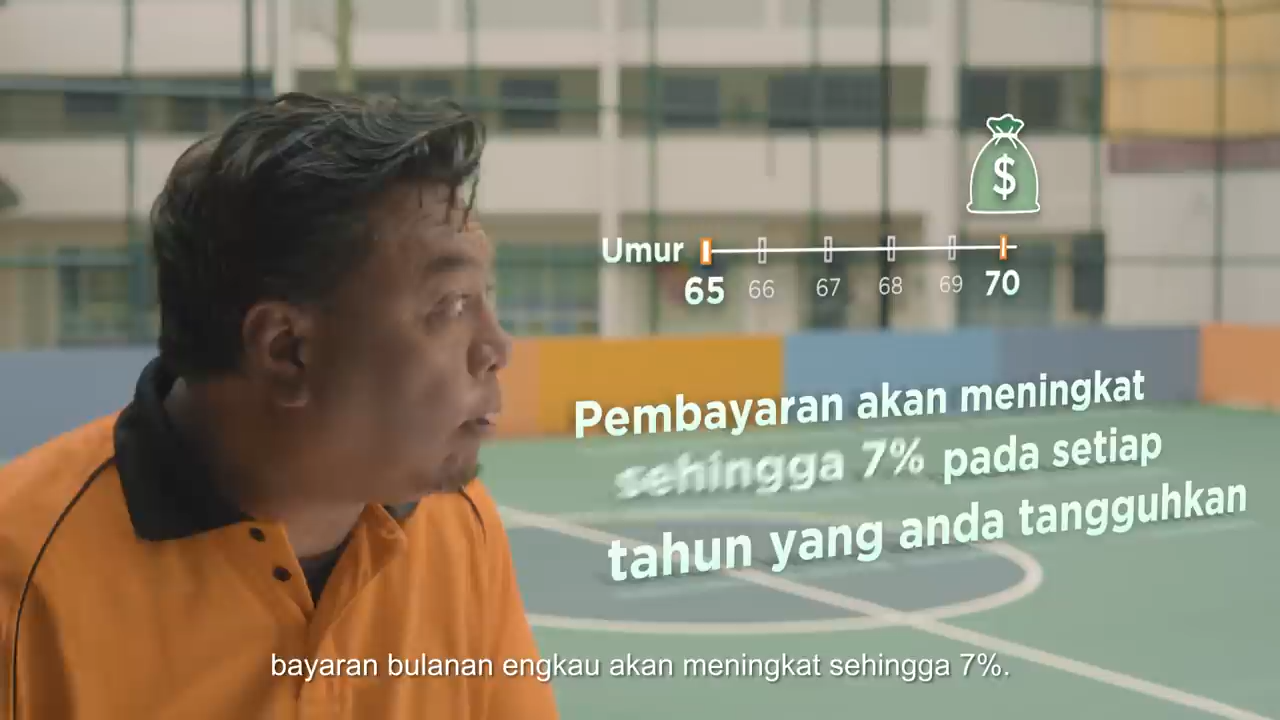 $
Umur
65 66 67 68 69 70
Pembayaran akan meningkat
sehingga 7% pada setiap
tahun yang anda tangguhkan
bayaran bulanan engkau akan meningkat sehingga 7%.